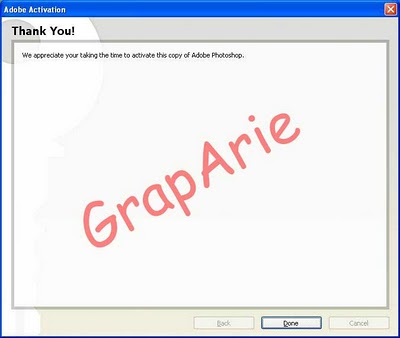 Adobe Activation
Thank You!
We appreciate your taking the time to activate this copy of Adobe Photoshop.
GrapArie
Back Done Cancel